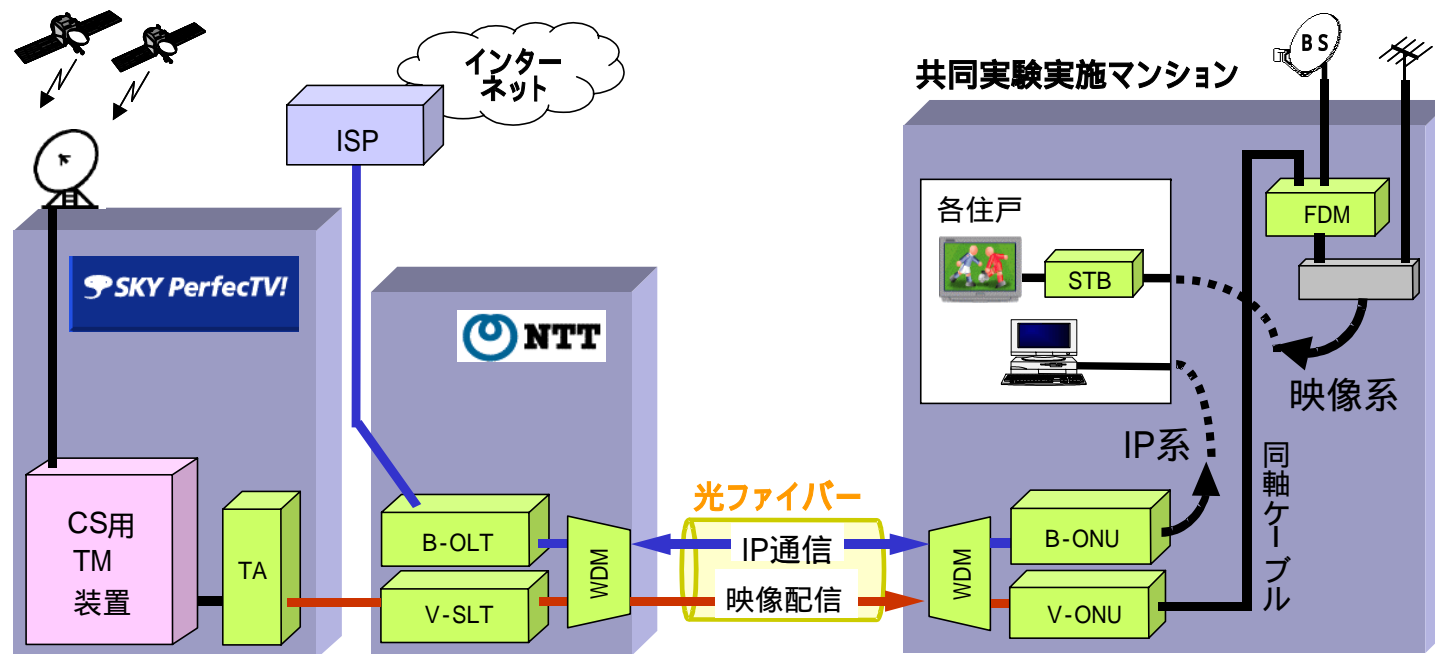 インター
ネット
ISP
共同実験実施マンション
BS
FDM
各住戸
STB
SKY PerfecTV!
NTT
映像系
IP系
同軸ケーブル
光ファイバー
CS用
TM
装置
TA
B-OLT
WDM
IP通信
WDM
B-ONU
V-SLT
映像配信
V-ONU